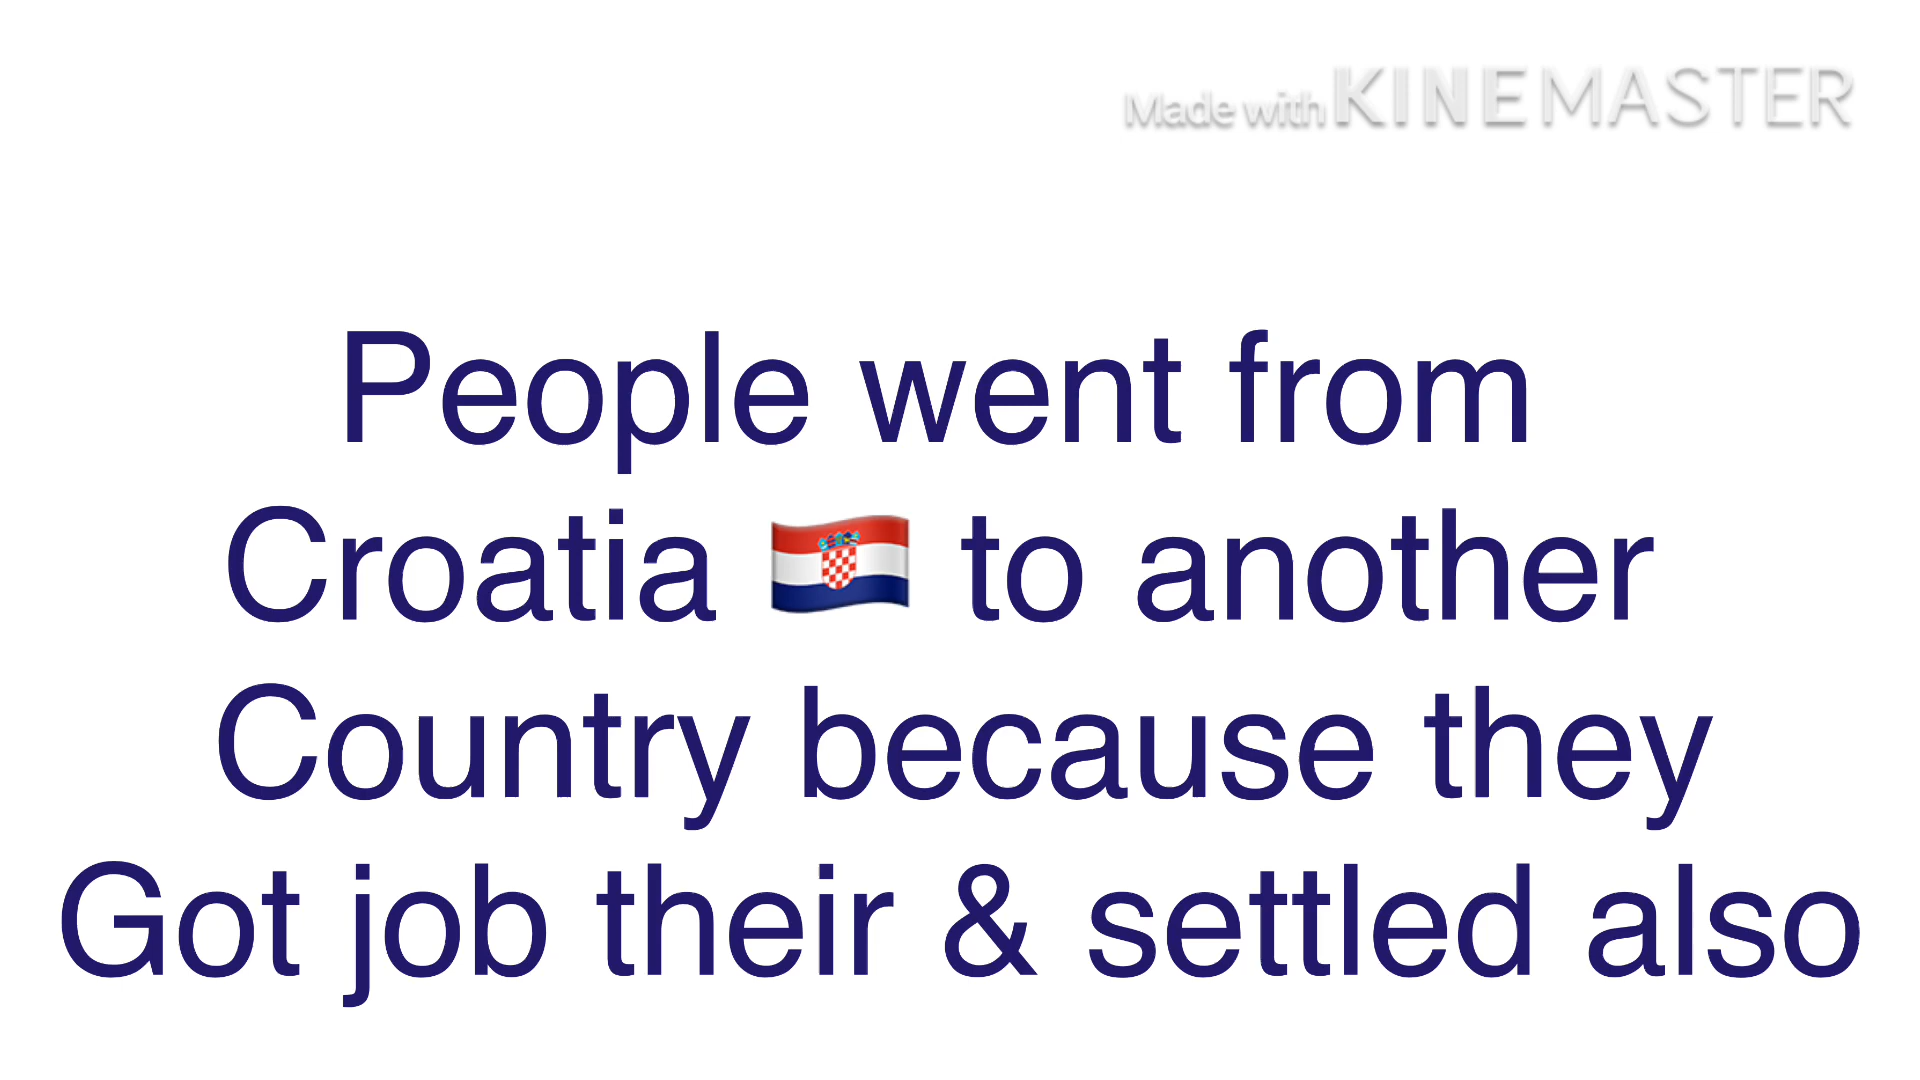 Made with KINEMASTER
People went from
Croatia 🇭🇷 to another
Country because they
Got job their & settled also